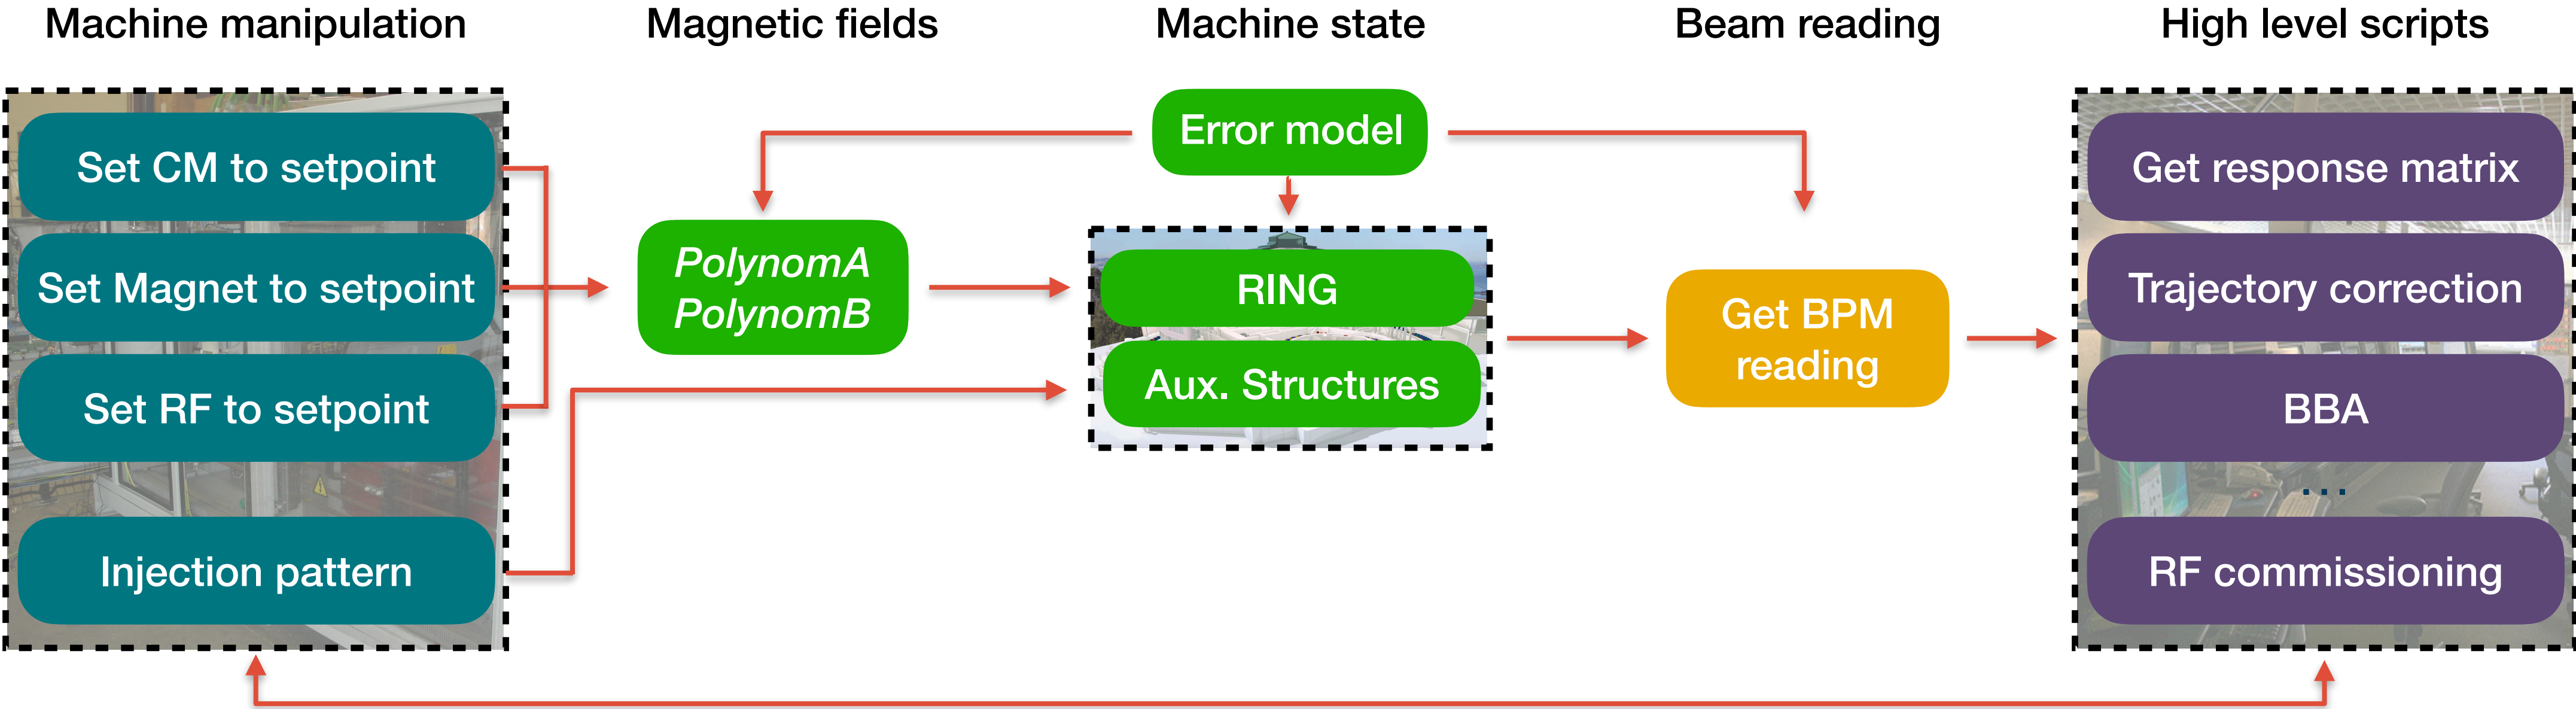 Machine manipulation
Magnetic fields
Machine state
Beam reading
High level scripts
Set CM to setpoint
Set Magnet to setpoint
Set RF to setpoint
Injection pattern
PolynomA
PolynomB
Error model
RING
Aux. Structures
Get BPM
reading
Get response matrix
Trajectory correction
BBA
...
RF commissioning